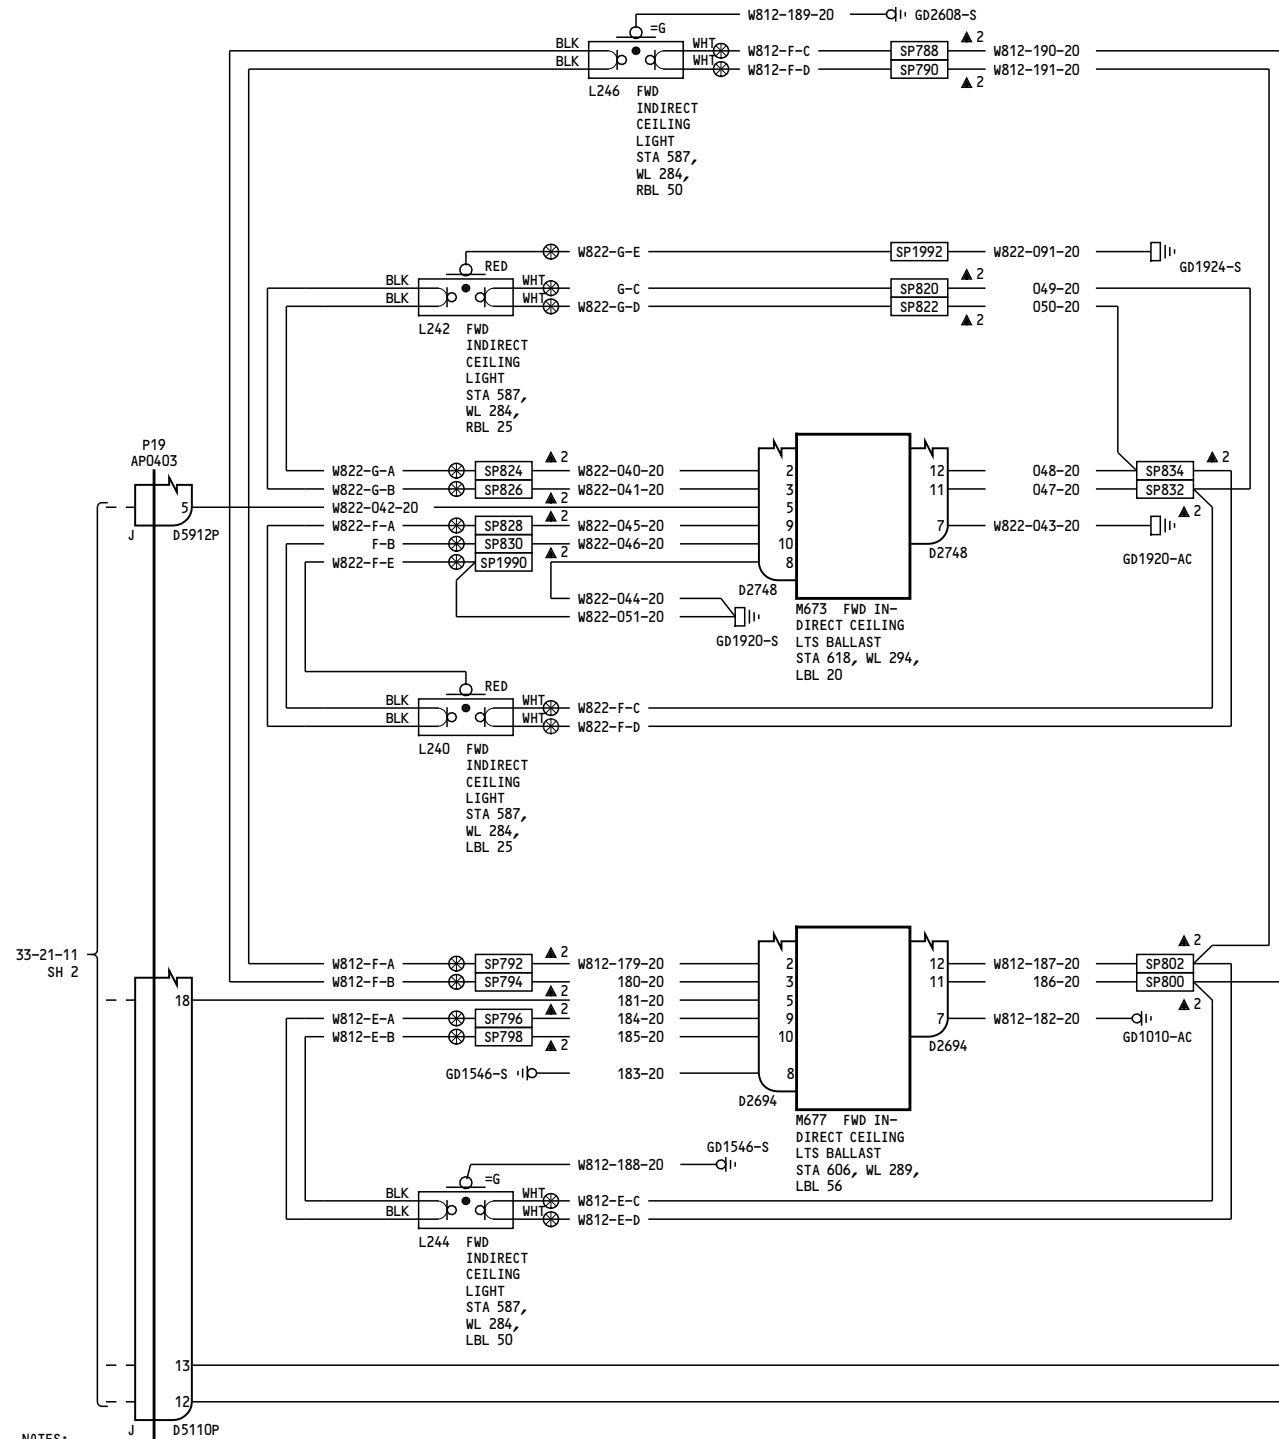 W812-189-20 GD2608-S
=G
BLK WHT W812-F-C SP788 ▲ 2 W812-190-20
BLK WHT W812-F-D SP790 W812-191-20
▲ 2
L246 FWD
INDIRECT
CEILING
LIGHT
STA 587,
WL 284,
RBL 50
W822-G-E SP1992 W822-091-20 GD1924-S
RED
▲ 2
BLK WHT G-C SP820 049-20
BLK WHT W822-G-D SP822 050-20
▲ 2
L242 FWD
INDIRECT
CEILING
LIGHT
STA 587,
WL 284,
RBL 25
P19
AP0403
▲ 2
▲ 2
W822-G-A SP824 W822-040-20 2 12 048-20 SP834
W822-G-B SP826 W822-041-20 3 11 047-20 SP832
▲ 2
▲ 2
5 W822-042-20 5
J D5912P
▲ 2
W822-F-A SP828 W822-045-20 9 7 W822-043-20 GD1920-AC
F-B SP830 W822-046-20 10
▲ 2
D2748
W822-F-E SP1990 8
D2748
W822-044-20
W822-051-20
GD1920-S
M673 FWD IN-
DIRECT CEILING
LTS BALLAST
STA 618, WL 294,
LBL 20
RED
BLK WHT W822-F-C
BLK WHT W822-F-D
L240 FWD
INDIRECT
CEILING
LIGHT
STA 587,
WL 284,
LBL 25
33-21-11
SH 2
▲ 2
▲ 2
W812-F-A SP792 W812-179-20 2 12 W812-187-20 SP802
W812-F-B SP794 180-20 3 11 186-20 SP800
▲ 2
▲ 2
18 181-20 5
▲ 2
W812-E-A SP796 184-20 9 7 W812-182-20 GD1010-AC
W812-E-B SP798 185-20 10
▲ 2
D2694
GD1546-S 183-20 8
D2694
M677 FWD IN-
DIRECT CEILING
LTS BALLAST
STA 606, WL 289,
LBL 56
GD1546-S
W812-188-20
=G
BLK WHT W812-E-C
BLK WHT W812-E-D
L244 FWD
INDIRECT
CEILING
LIGHT
STA 587,
WL 284,
LBL 50
13
12
J D5110P
NOTES: